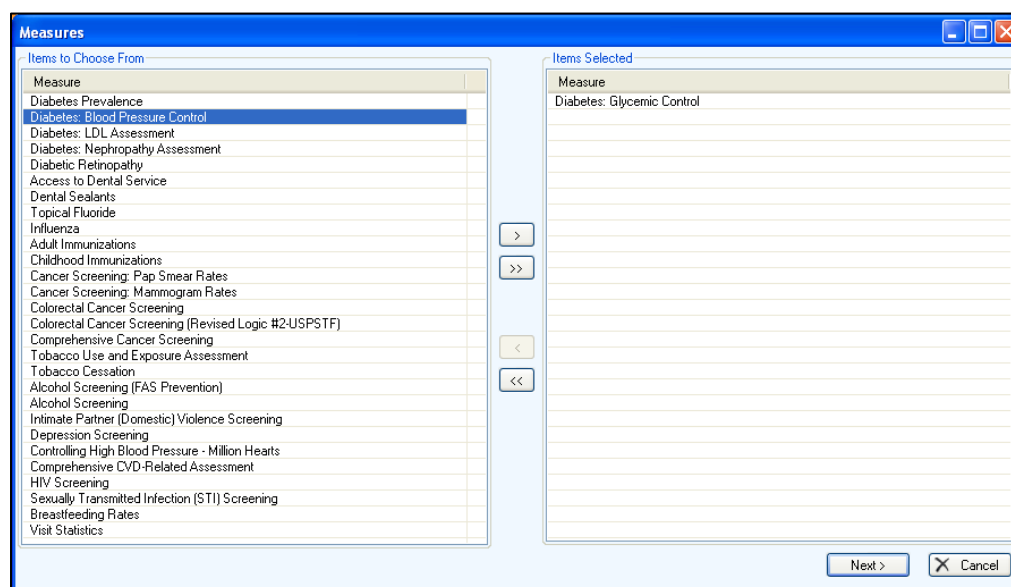 Measures
Items to Choose From
Measure
Diabetes Prevalence
Diabetes: Blood Pressure Control
Diabetes: LDL Assessment
Diabetes: Nephropathy Assessment
Diabetic Retinopathy
Access to Dental Service
Dental Sealants
Topical Fluoride
Influenza
Adult Immunizations
Childhood Immunizations
Cancer Screening: Pap Smear Rates
Cancer Screening: Mammogram Rates
Colorectal Cancer Screening
Colorectal Cancer Screening (Revised Logic #2-USPSTF)
Comprehensive Cancer Screening
Tobacco Use and Exposure Assessment
Tobacco Cessation
Alcohol Screening (FAS Prevention)
Alcohol Screening
Intimate Partner (Domestic) Violence Screening
Depression Screening
Controlling High Blood Pressure - Million Hearts
Comprehensive CVD-Related Assessment
HIV Screening
Sexually Transmitted Infection (STI) Screening
Breastfeeding Rates
Visit Statistics
>
>>
<
<<
Items Selected
Measure
Diabetes: Glycemic Control
Next >
Cancel